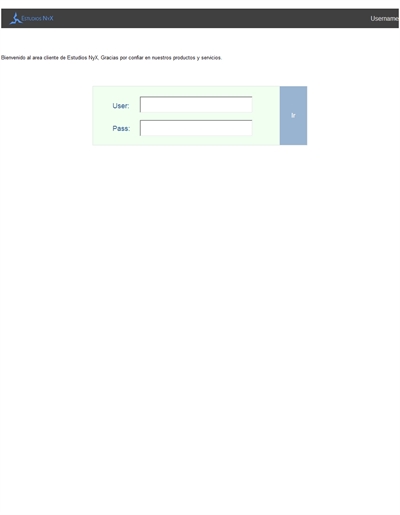 Estudios NyX
Username
Bienvenido al area cliente de Estudios NyX. Gracias por confiar en nuestros productos y servicios.
User:
Pass:
Ir